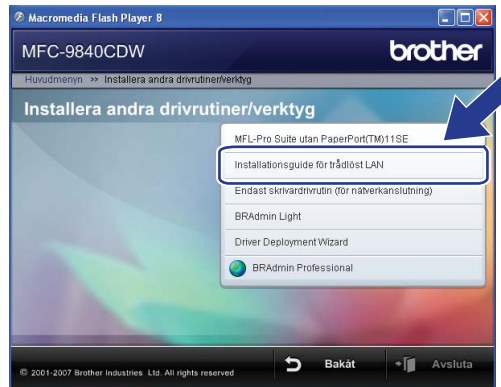 Macromedia Flash Player 8
MFC-9840CDW
brother
Huvudmenyn >> Installera andra drivrutiner/verktyg
Installera andra drivrutiner/verktyg
MFL-Pro Suite utan PaperPort(TM)11SE
Installationsguide för trådlöst LAN
Endast skrivardrivrutin (för nätverkanslutning)
BRAdmin Light
Driver Deployment Wizard
BRAdmin Professional
© 2001-2007 Brother Industries Ltd. All rights reserved
Bakåt
Avsluta